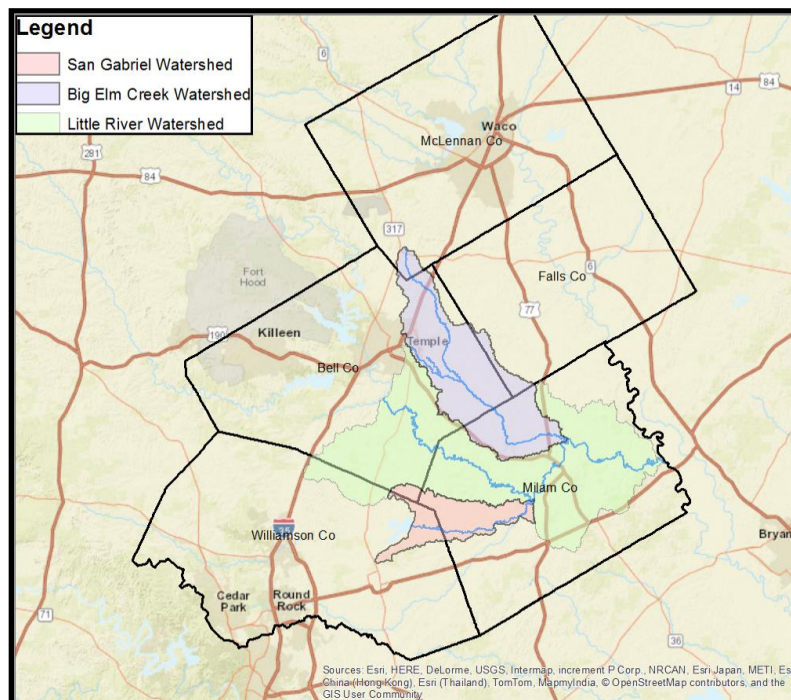 Legend
San Gabriel Watershed
Big Elm Creek Watershed
Little River Watershed
6
84
14
Waco
McLennan Co
281
84
317
Fort
Hood
Falls Co
6
77
190
Killeen
Temple
Bell Co
Milam Co
35
Williamson Co
Bryan
Cedar
Park
Round
Rock
71
36
Sources: Esri, HERE, DeLorme, USGS, Intermap, increment P Corp., NRCAN, Esri Japan, METI, Es
China (Hong Kong), Esri (Thailand), TomTom, MapmyIndia, © OpenStreetMap contributors, and the
GIS User Community